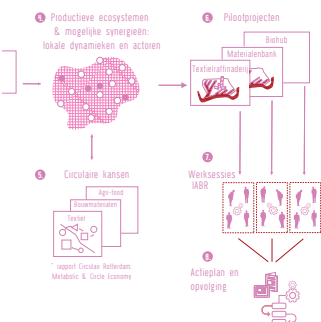 4. Productieve ecosystemen
& mogelijke synergieën:
lokale dynamieken en actoren
5. Circulaire kansen
Agro-food
Bouwmaterialen
Textiel
* rapport Circulair Rotterdam:
Metabolic & Circle Economy
6. Pilootprojecten
Biohub
Materialenbank
Textielraffinaderij
7.
Werksessies
IABR
8.
Actieplan en
opvolging